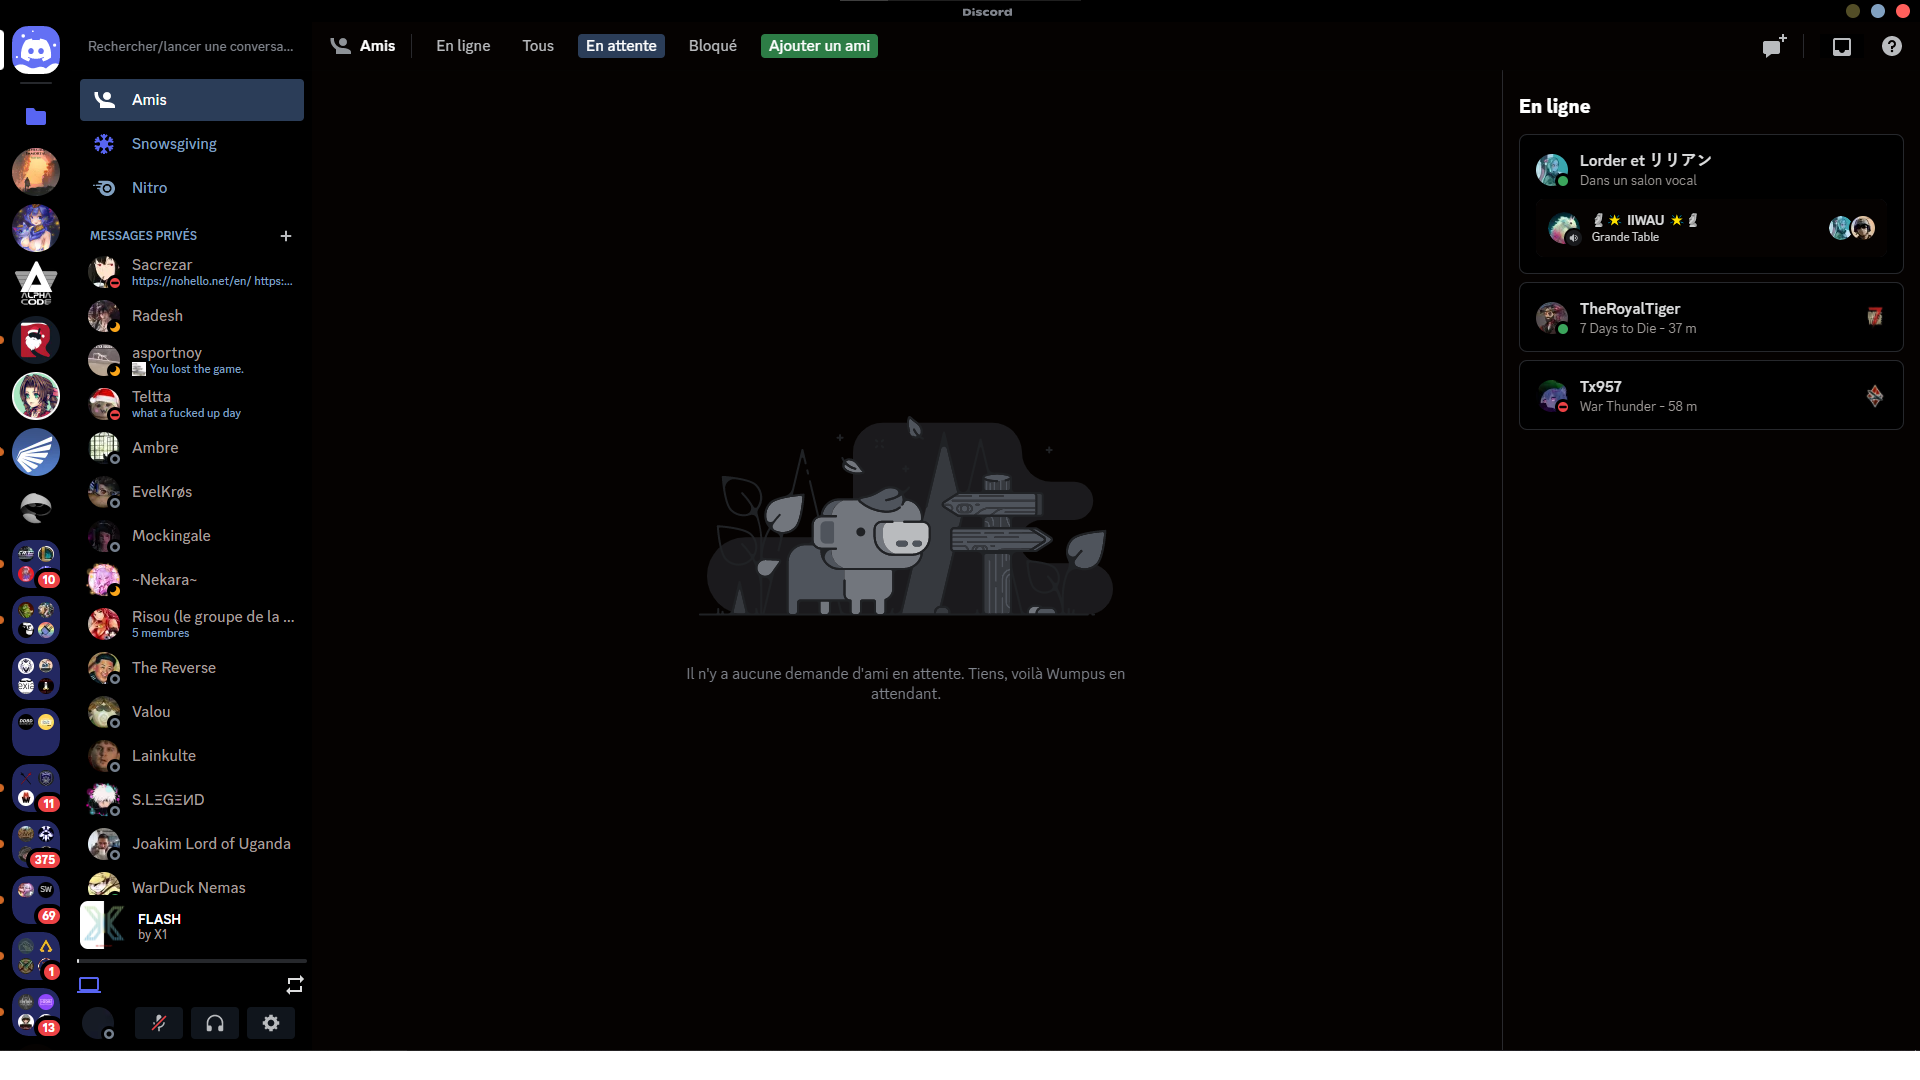 Discord
Rechercher/lancer une conversa...
Amis
En ligne
Tous
En attente
Bloqué
Ajouter un ami
Amis
Snowsgiving
Nitro
MESSAGES PRIVÉS
Sacrezar
https://nohello.net/en/ https:...
Radesh
asportnoy
You lost the game.
Teltta
what a fucked up day
Ambre
EvelKrøs
Mockingale
~Nekara~
Risou (le groupe de la ...
5 membres
The Reverse
Valou
Lainkulte
S.LΞGΞИD
Joakim Lord of Uganda
WarDuck Nemas
FLASH
by X1
ALPHA
CODE
10
11
375
SW
69
1
13
Il n'y a aucune demande d'ami en attente. Tiens, voilà Wumpus en
attendant.
En ligne
Lorder et リリアン
Dans un salon vocal
IIWAU
Grande Table
TheRoyalTiger
7 Days to Die - 37 m
Tx957
War Thunder - 58 m